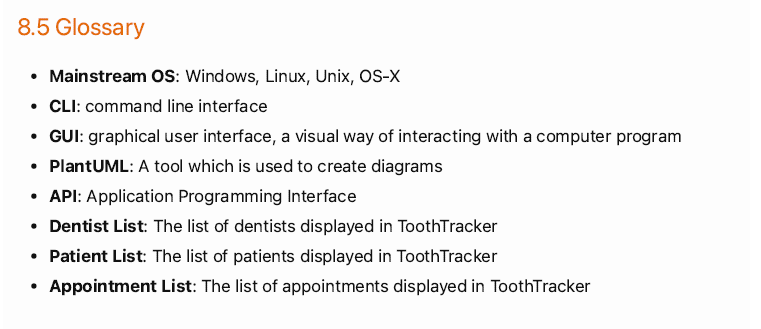 8.5 Glossary
• Mainstream OS: Windows, Linux, Unix, OS-X
• CLI: command line interface
• GUI: graphical user interface, a visual way of interacting with a computer program
• PlantUML: A tool which is used to create diagrams
• API: Application Programming Interface
• Dentist List: The list of dentists displayed in ToothTracker
• Patient List: The list of patients displayed in ToothTracker
• Appointment List: The list of appointments displayed in ToothTracker